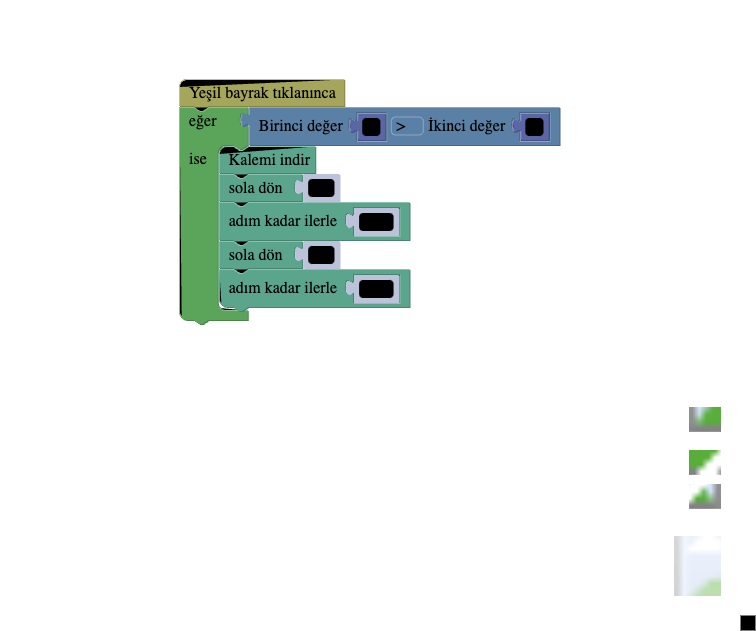 Yeşil bayrak tıklanınca
eğer Birinci değer > İkinci değer
ise Kalemi indir
sola dön
adım kadar ilerle
sola dön
adım kadar ilerle